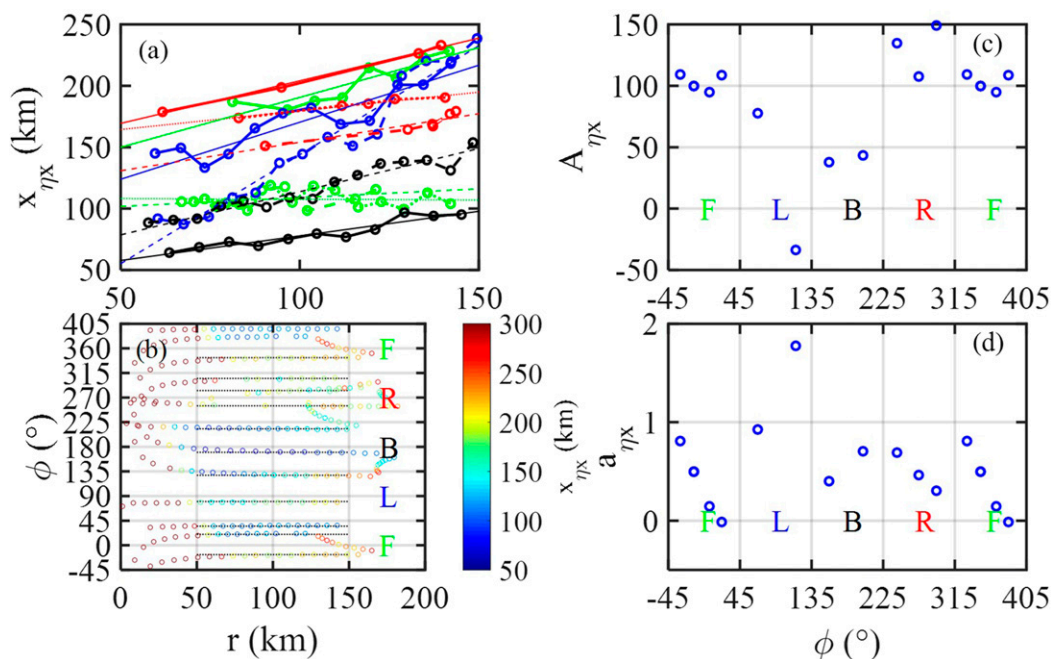 250
200
150
100
50
x_ηx (km)
(a)
50 100 150
405
360
315
270
225
180
135
90
45
0
-45
ϕ (°)
(b)
F
R
B
L
F
0 50 100 150 200
r (km)
300
250
200
150
100
50
x_ηx (km)
150
100
50
0
-50
A_ηx
(c)
F L B R F
-45 45 135 225 315 405
2
1
0
a_ηx
(d)
F L B R F
-45 45 135 225 315 405
ϕ (°)